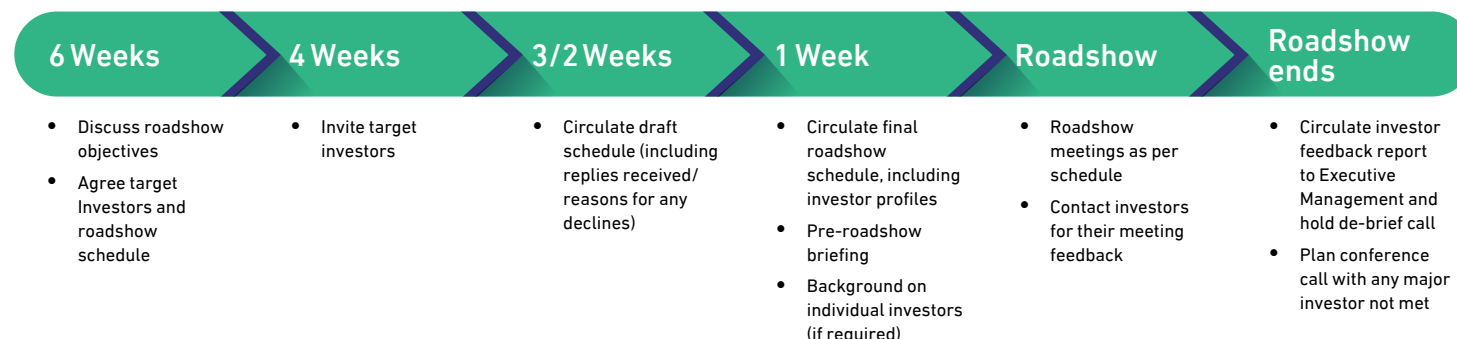 6 Weeks
4 Weeks
3/2 Weeks
1 Week
Roadshow
Roadshow
ends
• Discuss roadshow
objectives
• Agree target
Investors and
roadshow
schedule
• Invite target
investors
• Circulate draft
schedule (including
replies received/
reasons for any
declines)
• Circulate final
roadshow
schedule, including
investor profiles
• Pre-roadshow
briefing
• Background on
individual investors
(if required)
• Roadshow
meetings as per
schedule
• Contact investors
for their meeting
feedback
• Circulate investor
feedback report
to Executive
Management and
hold de-brief call
• Plan conference
call with any major
investor not met